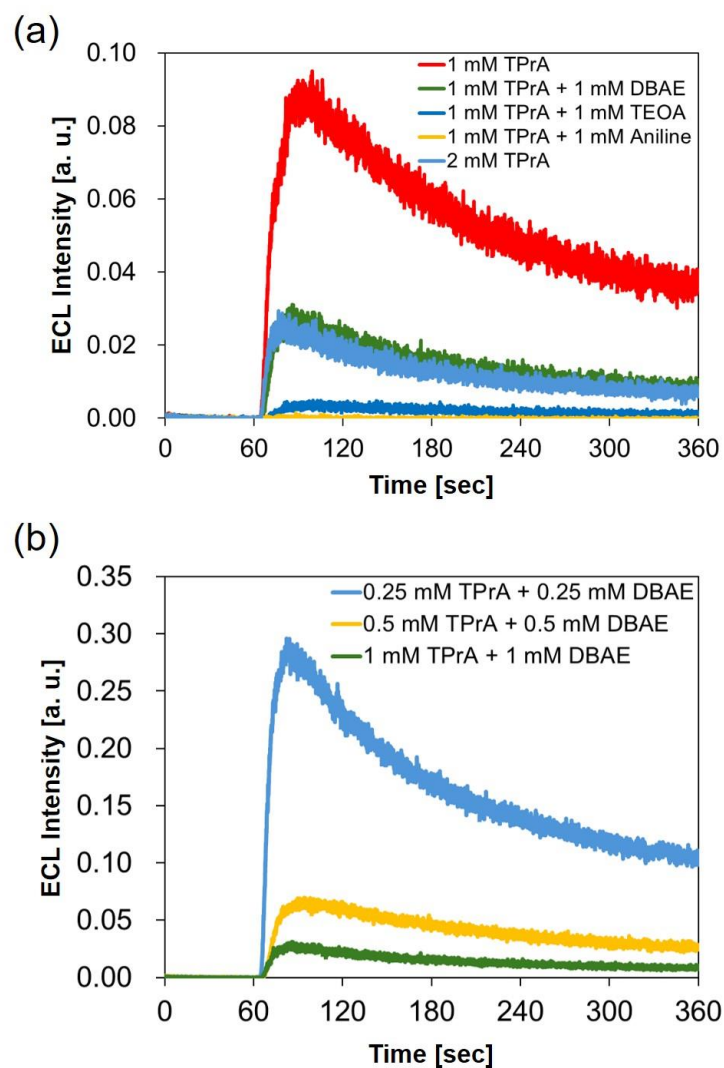 (a)
0.10
0.08
0.06
0.04
0.02
0.00
ECL Intensity [a. u.]
1 mM TPrA
1 mM TPrA + 1 mM DBAE
1 mM TPrA + 1 mM TEOA
1 mM TPrA + 1 mM Aniline
2 mM TPrA
0 60 120 180 240 300 360
Time [sec]
(b)
0.35
0.30
0.25
0.20
0.15
0.10
0.05
0.00
ECL Intensity [a. u.]
0.25 mM TPrA + 0.25 mM DBAE
0.5 mM TPrA + 0.5 mM DBAE
1 mM TPrA + 1 mM DBAE
0 60 120 180 240 300 360
Time [sec]